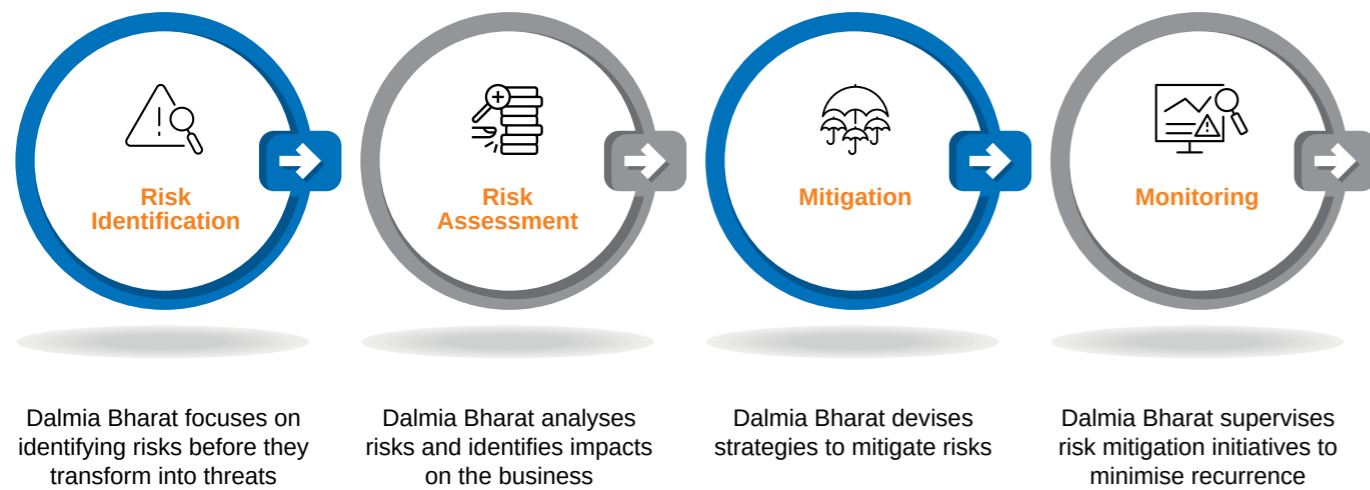 Risk
Identification
Risk
Assessment
Mitigation
Monitoring
Dalmia Bharat focuses on
identifying risks before they
transform into threats
Dalmia Bharat analyses
risks and identifies impacts
on the business
Dalmia Bharat devises
strategies to mitigate risks
Dalmia Bharat supervises
risk mitigation initiatives to
minimise recurrence